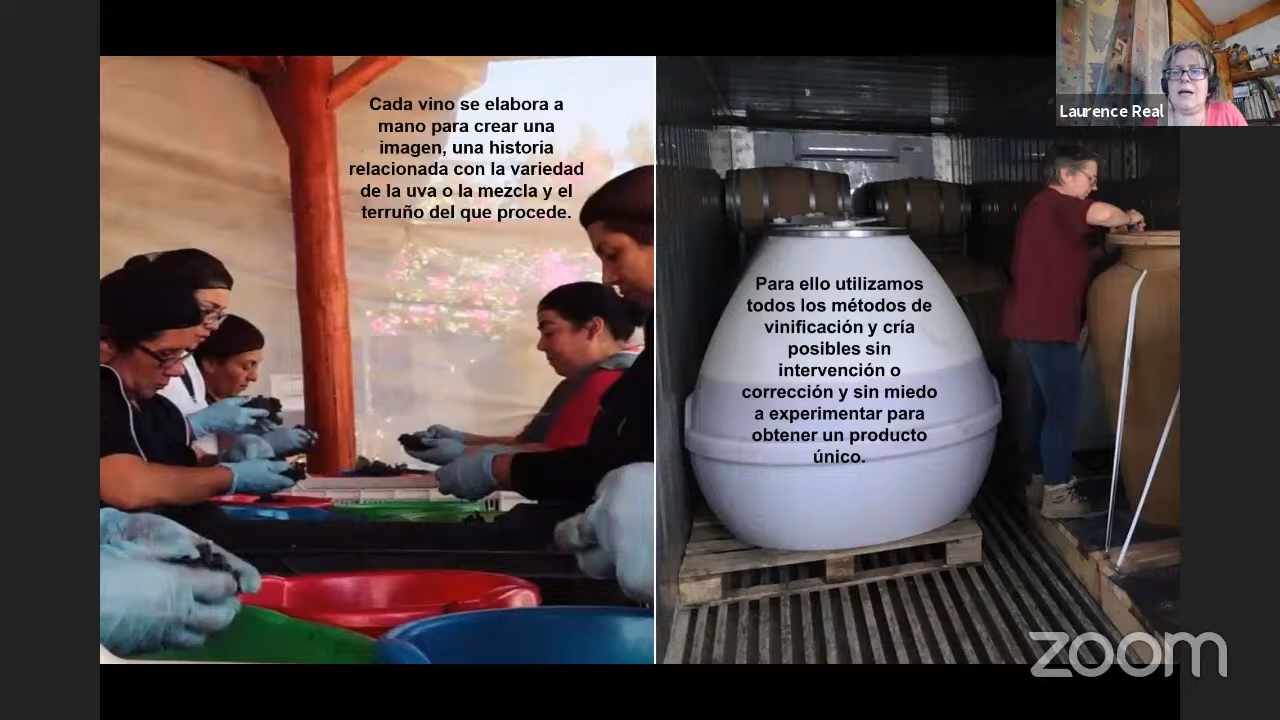 Cada vino se elabora a
mano para crear una
imagen, una historia
relacionada con la variedad
de la uva o la mezcla y el
terruño del que procede.
Para ello utilizamos
todos los métodos de
vinificación y cría
posibles sin
intervención o
corrección y sin miedo
a experimentar para
obtener un producto
único.
Laurence Real
zoom